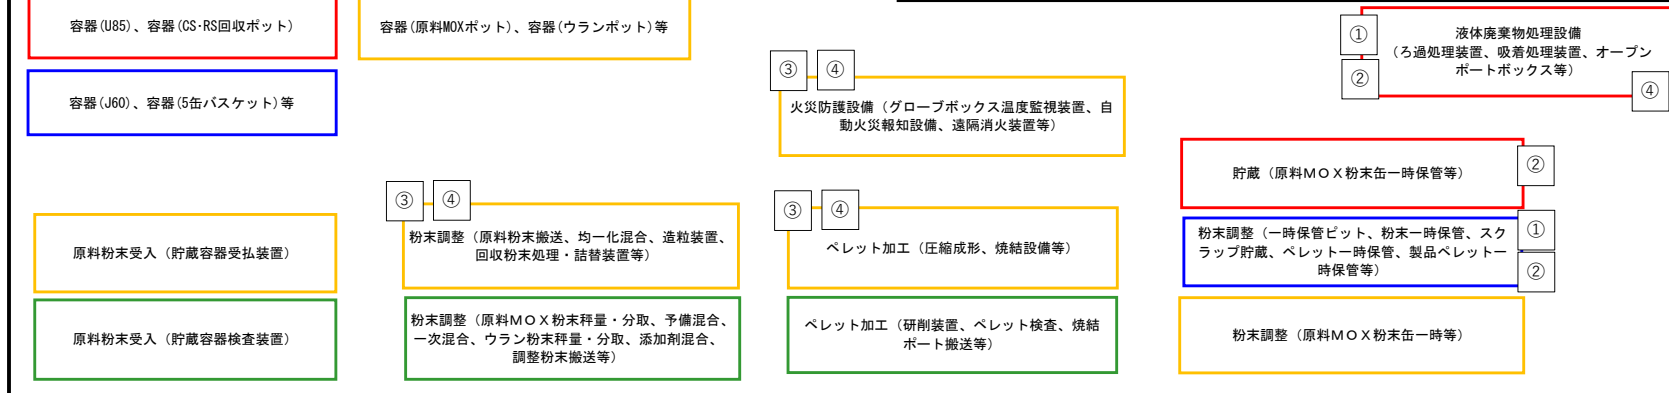 容器(U85)、容器(CS･RS回収ポット)
容器(原料MOXポット)、容器(ウランポット)等
①
液体廃棄物処理設備
（ろ過処理装置、吸着処理装置、オープン
ポートボックス等）
②
④
容器(J60)、容器(5缶バスケット)等
③
④
火災防護設備（グローブボックス温度監視装置、自
動火災報知設備、遠隔消火装置等）
貯蔵（原料ＭＯＸ粉末缶一時保管等）
②
原料粉末受入（貯蔵容器受払装置）
③
④
粉末調整（原料粉末搬送、均一化混合、造粒装置、
回収粉末処理・詰替装置等）
③
④
ペレット加工（圧縮成形、焼結設備等）
粉末調整（一時保管ピット、粉末一時保管、スク
ラップ貯蔵、ペレット一時保管、製品ペレット一
時保管等）
①
②
原料粉末受入（貯蔵容器検査装置）
粉末調整（原料ＭＯＸ粉末秤量・分取、予備混合、
一次混合、ウラン粉末秤量・分取、添加剤混合、
調整粉末搬送等）
ペレット加工（研削装置、ペレット検査、焼結
ボート搬送等）
粉末調整（原料ＭＯＸ粉末缶一時等）